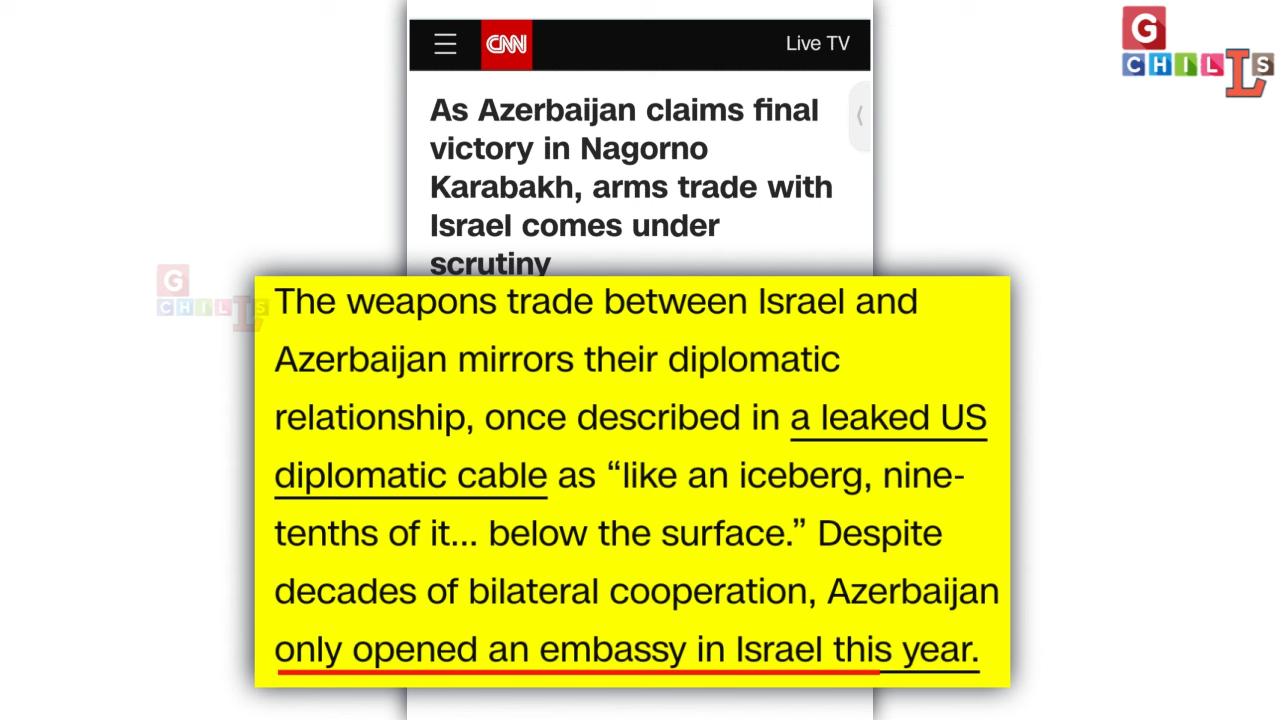 CNN
Live TV
G
CHILLS
As Azerbaijan claims final
victory in Nagorno
Karabakh, arms trade with
Israel comes under
scrutiny
G
CHILLS
The weapons trade between Israel and
Azerbaijan mirrors their diplomatic
relationship, once described in a leaked US
diplomatic cable as “like an iceberg, nine-
tenths of it... below the surface.” Despite
decades of bilateral cooperation, Azerbaijan
only opened an embassy in Israel this year.